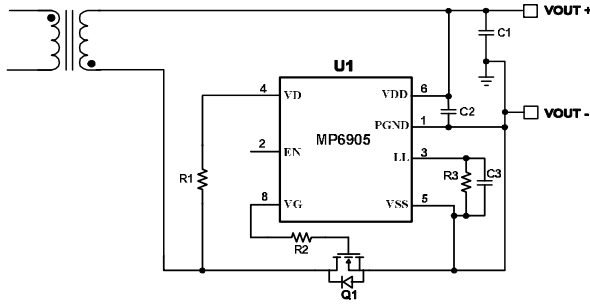 VOUT +
C1
U1
4 VD VDD 6
C2
PGND 1
VOUT -
MP6905
2 EN
LL 3
R1
R3 C3
8 VG VSS 5
R2
Q1